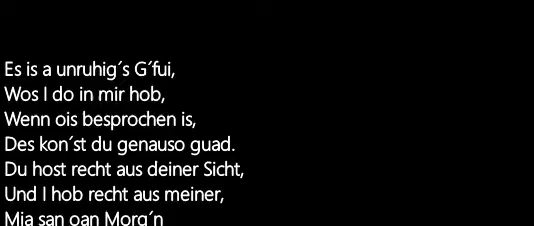 Es is a unruhig´s G´fui,
Wos I do in mir hob,
Wenn ois besprochen is,
Des kon´st du genauso guad.
Du host recht aus deiner Sicht,
Und I hob recht aus meiner,
Mia san oan Morg´n